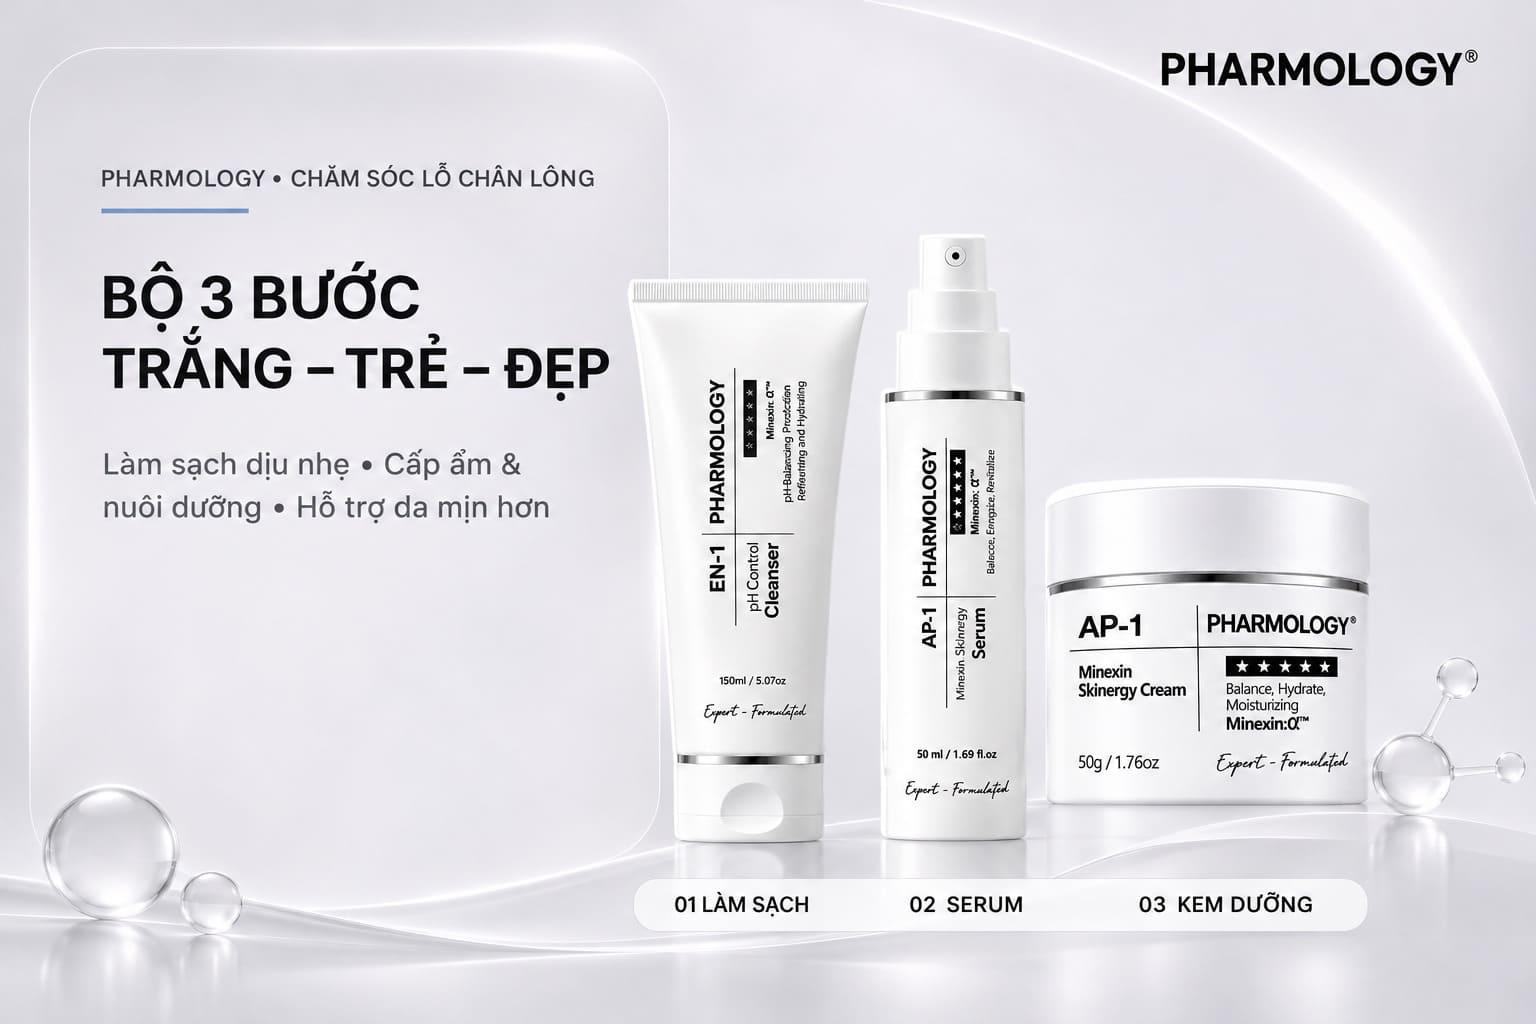 PHARMOLOGY®
PHARMOLOGY • CHĂM SÓC LỖ CHÂN LÔNG
BỘ 3 BƯỚC
TRẮNG – TRẺ – ĐẸP
Làm sạch dịu nhẹ • Cấp ẩm &
nuôi dưỡng • Hỗ trợ da mịn hơn
EN-1 PHARMOLOGY
Minexin: α™
pH-Balancing Protection
Refreshing and Hydrating
pH Control
Cleanser
150ml / 5.07oz
Expert - Formulated
AP-1 PHARMOLOGY
Minexin: α™
Revitalize
Minexin
Serum
50 ml / 1.69 fl.oz
Expert - Formulated
AP-1
PHARMOLOGY®
★★★★★
Minexin
Skinergy Cream
Balance, Hydrate,
Moisturizing
Minexin:α™
50g / 1.76oz
Expert - Formulated
01 LÀM SẠCH
02 SERUM
03 KEM DƯỠNG